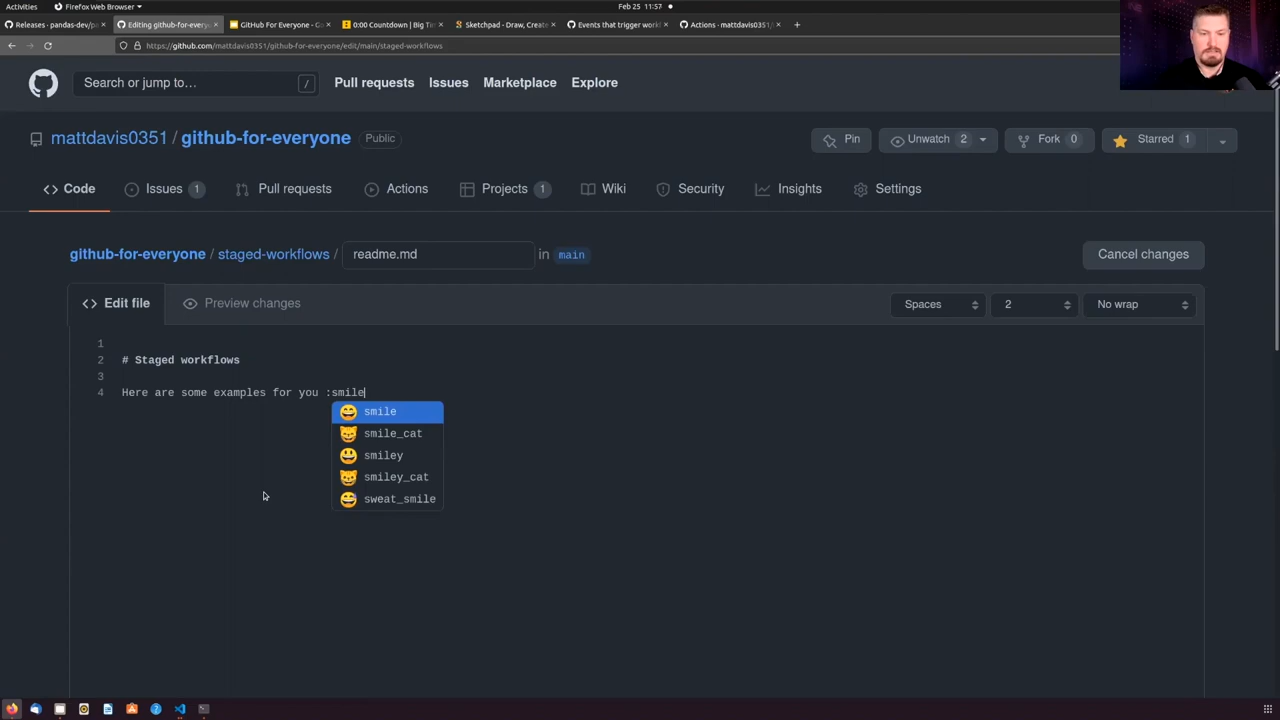 Activities
Firefox Web Browser
Feb 25 11:57
Releases · pandas-dev/pa
Editing github-for-every
GitHub For Everyone - Go
0:00 Countdown | Big Ti
Sketchpad - Draw, Create
Events that trigger work
Actions · mattdavis0351/
https://github.com/mattdavis0351/github-for-everyone/edit/main/staged-workflows
Search or jump to...
/
Pull requests
Issues
Marketplace
Explore
mattdavis0351 / github-for-everyone
Public
Pin
Unwatch 2
Fork 0
Starred 1
Code
Issues 1
Pull requests
Actions
Projects 1
Wiki
Security
Insights
Settings
github-for-everyone / staged-workflows / readme.md in main
Cancel changes
Edit file
Preview changes
Spaces
2
No wrap
1
2 # Staged workflows
3
4 Here are some examples for you :smile
smile
smile_cat
smiley
smiley_cat
sweat_smile